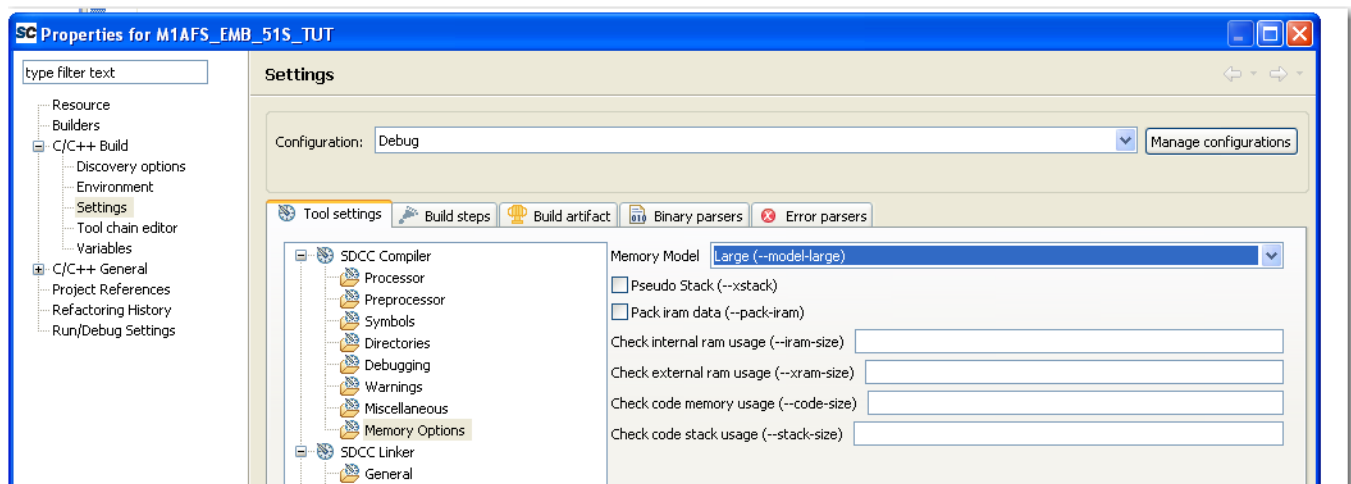 SC Properties for M1AFS_EMB_51S_TUT
type filter text
Resource
Builders
C/C++ Build
Discovery options
Environment
Settings
Tool chain editor
Variables
C/C++ General
Project References
Refactoring History
Run/Debug Settings
Settings
Configuration: Debug Manage configurations
Tool settings Build steps Build artifact Binary parsers Error parsers
SDCC Compiler
Processor
Preprocessor
Symbols
Directories
Debugging
Warnings
Miscellaneous
Memory Options
SDCC Linker
General
Memory Model Large (--model-large)
Pseudo Stack (--xstack)
Pack iram data (--pack-iram)
Check internal ram usage (--iram-size)
Check external ram usage (--xram-size)
Check code memory usage (--code-size)
Check code stack usage (--stack-size)